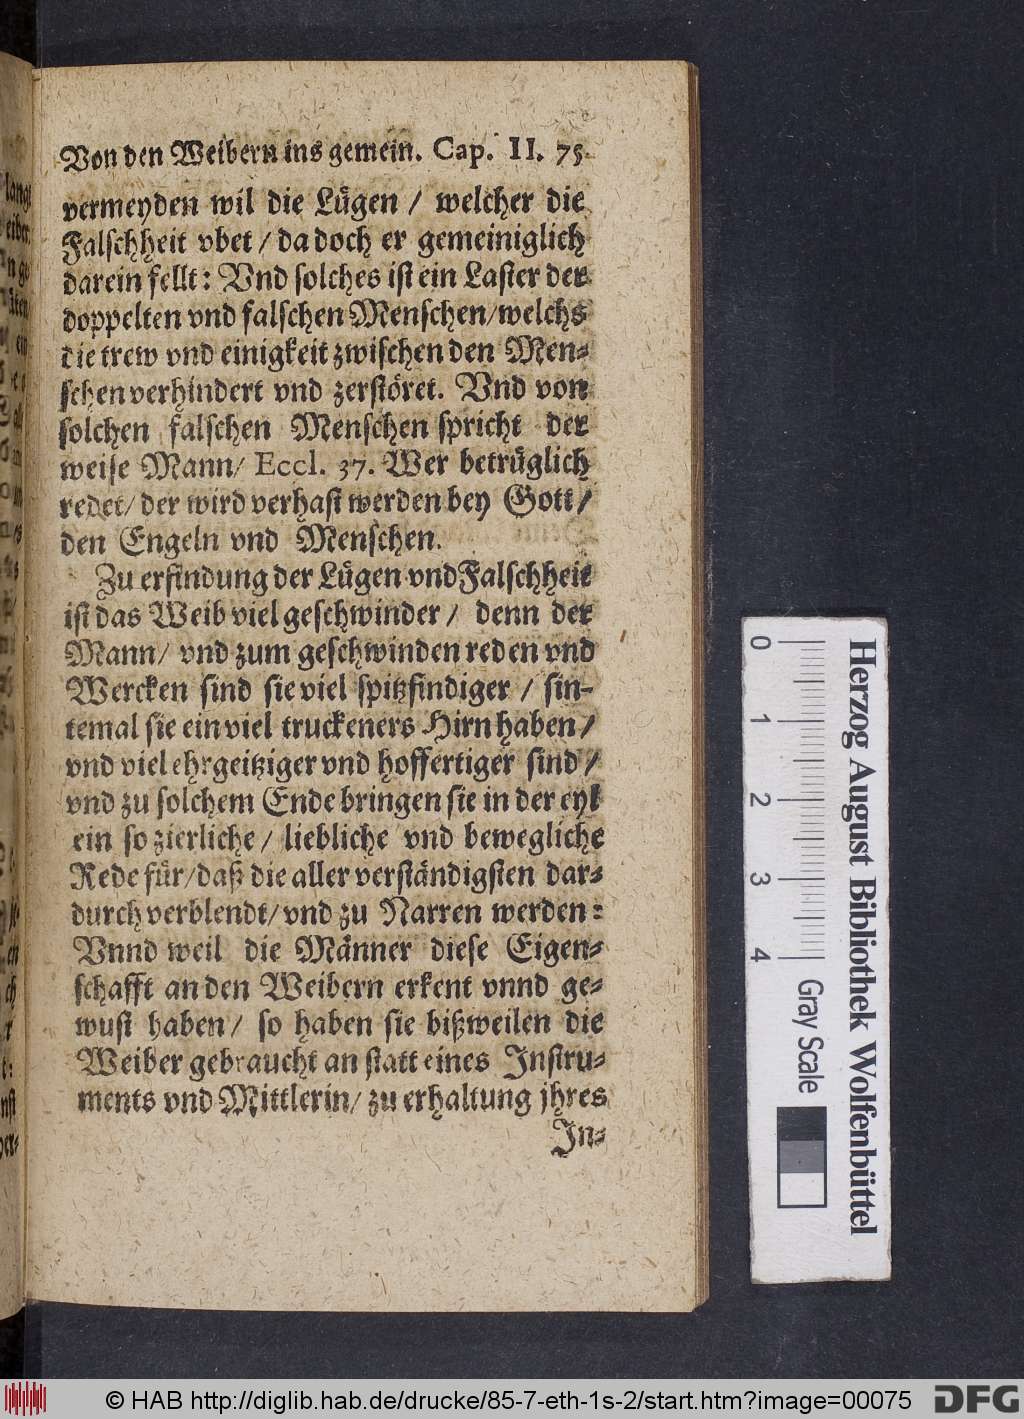 Von den Weibern ins gemein. Cap. II. 75
vermeyden wil die Lůgen / welcher die
Falschheit vbet / da doch er gemeiniglich
darein fellt: Vnd solches ist ein Laster der
doppelten vnd falschen Menschen/welchs
die trew vnd einigkeit zwischen den Men-
schen verhindert vnd zerstöret. Vnd von
solchen falschen Menschen spricht der
weise Mann/ Eccl. 37. Wer betrůglich
redet/ der wird verhast werden bey Gott/
den Engeln vnd Menschen.
Zu erfindung der Lůgen vnd Falschheit
ist das Weib viel geschwinder / denn der
Mann/ vnd zum geschwinden reden vnd
Wercken sind sie viel spitzfindiger / sin-
temal sie ein viel truckeners Hirn haben/
vnd viel ehrgeitziger vnd hoffertiger sind/
vnd zu solchem Ende bringen sie in der eyl
ein so zierliche/ liebliche vnd bewegliche
Rede fůr/daß die aller verständigsten dar-
durch verblendt/vnd zu Narren werden:
Vnnd weil die Männer diese Eigen-
schafft an den Weibern erkent vnnd ge-
wust haben/ so haben sie bißweilen die
Weiber gebraucht an statt eines Instru-
ments vnd Mittlerin/ zu erhaltung jhres
In-
Herzog August Bibliothek Wolfenbüttel
0 1 2 3 4
Gray Scale
© HAB http://diglib.hab.de/drucke/85-7-eth-1s-2/start.htm?image=00075
DFG